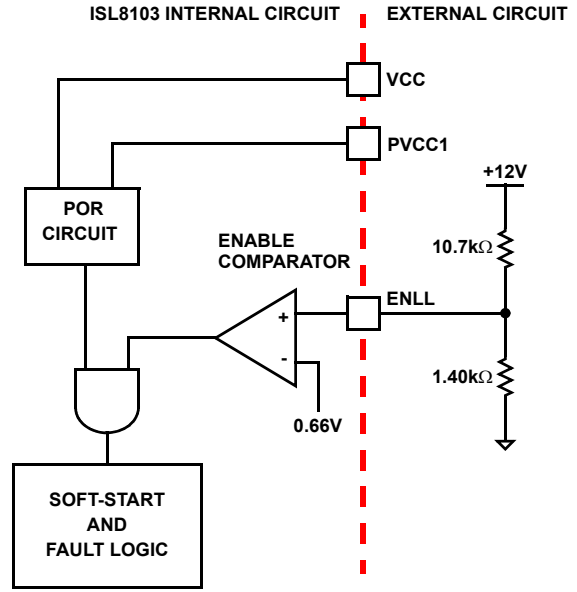 ISL8103 INTERNAL CIRCUIT
EXTERNAL CIRCUIT
VCC
PVCC1
+12V
POR
CIRCUIT
10.7kΩ
ENABLE
COMPARATOR
ENLL
+
-
1.40kΩ
0.66V
SOFT-START
AND
FAULT LOGIC